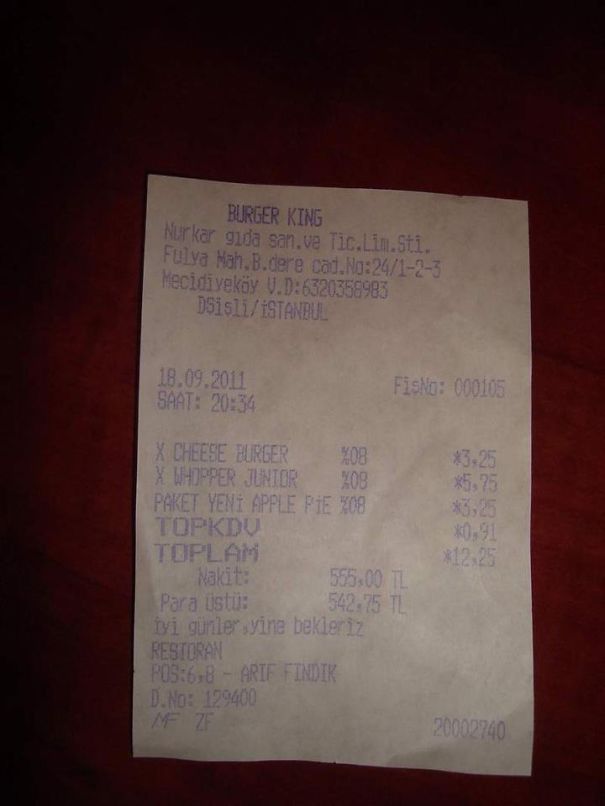 BURGER KING
Nurkar gıda san.ve Tic.Lim.Sti.
Fulya Mah.B.dere cad.No:24/1-2-3
Mecidiyeköy V.D:6320358983
DSişli/iSTANBUL
18.09.2011 FişNo: 000105
SAAT: 20:34
X CHEESE BURGER %08 *3,25
X WHOPPER JUNIOR %08 *5,75
PAKET YENİ APPLE PIE %08 *3,25
TOPKDV *0,91
TOPLAM *12,25
Nakit: 555,00 TL
Para üstü: 542,75 TL
iyi günler,yine bekleriz
RESTORAN
POS:6,8 - ARIF FINDIK
D.No: 129400
MF ZF 20002740